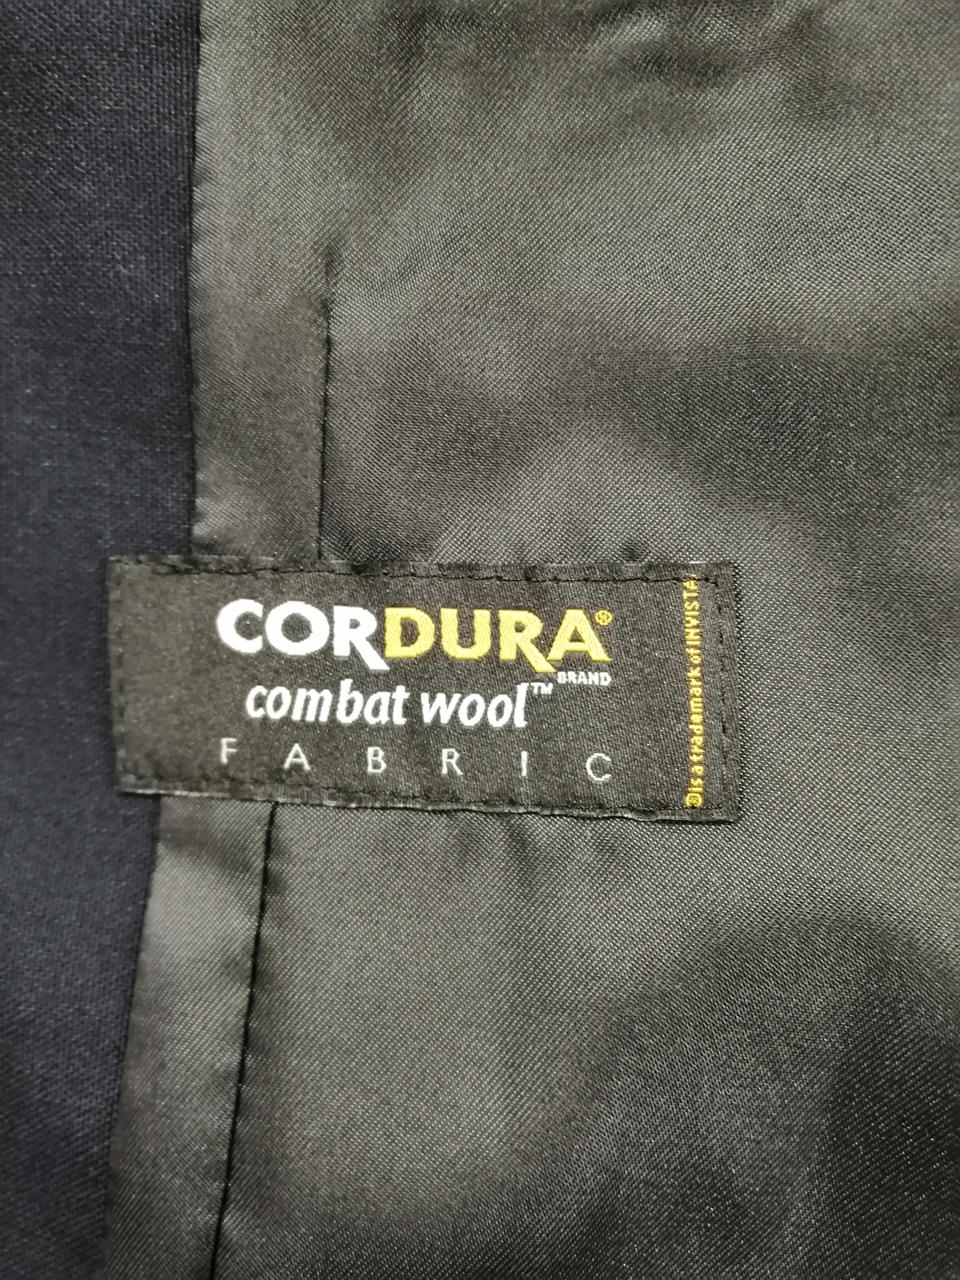 CORDURA®
BRAND
combat wool™
FABRIC
® is a trademark of INVISTA